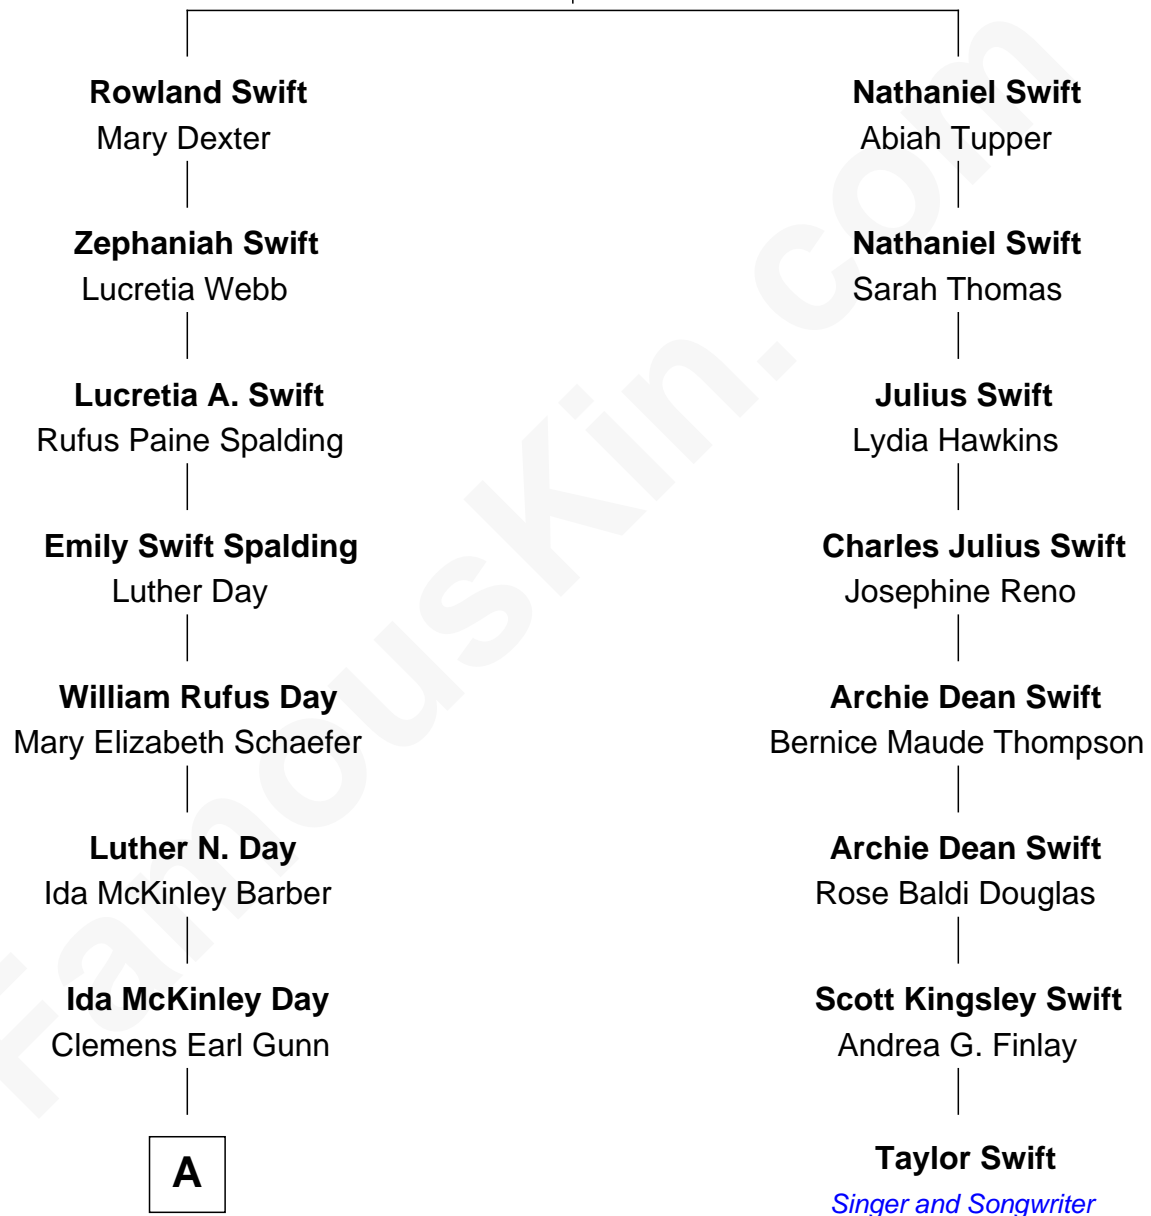 Rowland Swift
Mary Dexter
Nathaniel Swift
Abiah Tupper
Zephaniah Swift
Lucretia Webb
Nathaniel Swift
Sarah Thomas
Lucretia A. Swift
Rufus Paine Spalding
Julius Swift
Lydia Hawkins
Emily Swift Spalding
Luther Day
Charles Julius Swift
Josephine Reno
William Rufus Day
Mary Elizabeth Schaefer
Archie Dean Swift
Bernice Maude Thompson
Luther N. Day
Ida McKinley Barber
Archie Dean Swift
Rose Baldi Douglas
Ida McKinley Day
Clemens Earl Gunn
Scott Kingsley Swift
Andrea G. Finlay
A
Taylor Swift
Singer and Songwriter
FamousKin.com